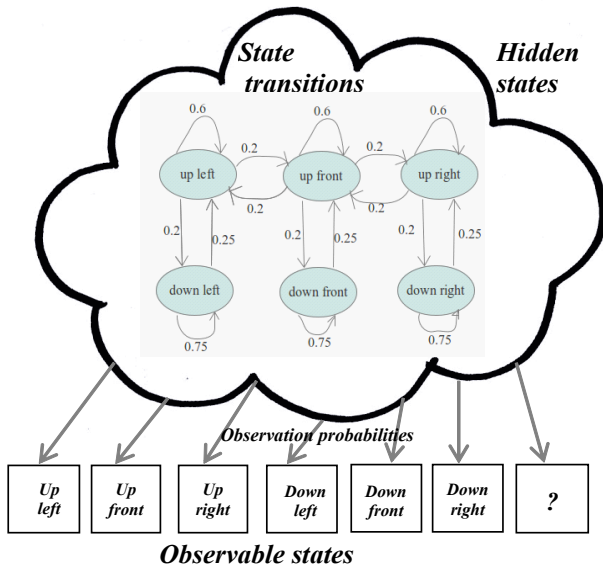 State
transitions
Hidden
states
0.6 0.6 0.6
0.2 0.2
up left up front up right
0.2 0.2
0.2 0.25 0.2 0.25 0.2 0.25
down left down front down right
0.75 0.75 0.75
Observation probabilities
Up
left
Up
front
Up
right
Down
left
Down
front
Down
right
?
Observable states